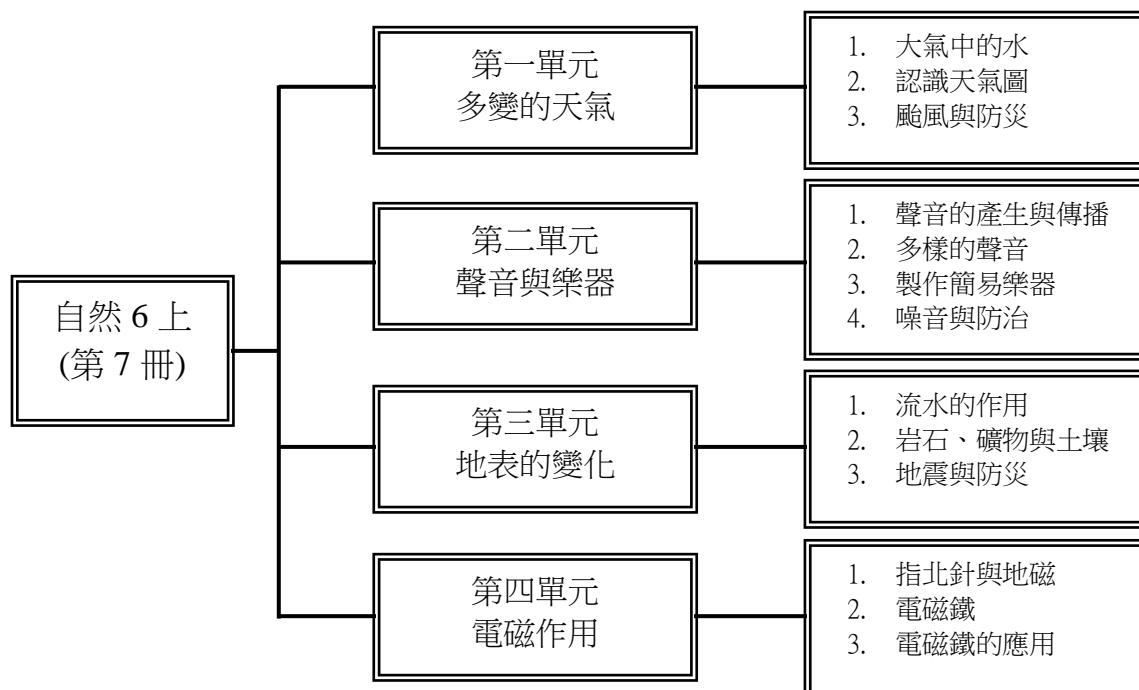 自然 6 上
(第 7 冊)
第一單元
多變的天氣
1. 大氣中的水
2. 認識天氣圖
3. 颱風與防災
第二單元
聲音與樂器
1. 聲音的產生與傳播
2. 多樣的聲音
3. 製作簡易樂器
4. 噪音與防治
第三單元
地表的變化
1. 流水的作用
2. 岩石、礦物與土壤
3. 地震與防災
第四單元
電磁作用
1. 指北針與地磁
2. 電磁鐵
3. 電磁鐵的應用